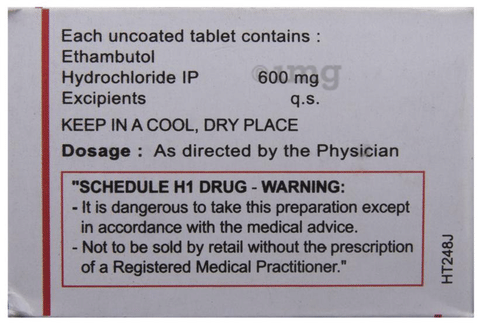 Each uncoated tablet contains :
Ethambutol
Hydrochloride IP 600 mg
Excipients q.s.
KEEP IN A COOL, DRY PLACE
Dosage : As directed by the Physician
"SCHEDULE H1 DRUG - WARNING:
- It is dangerous to take this preparation except
in accordance with the medical advice.
- Not to be sold by retail without the prescription
of a Registered Medical Practitioner."
HT248J